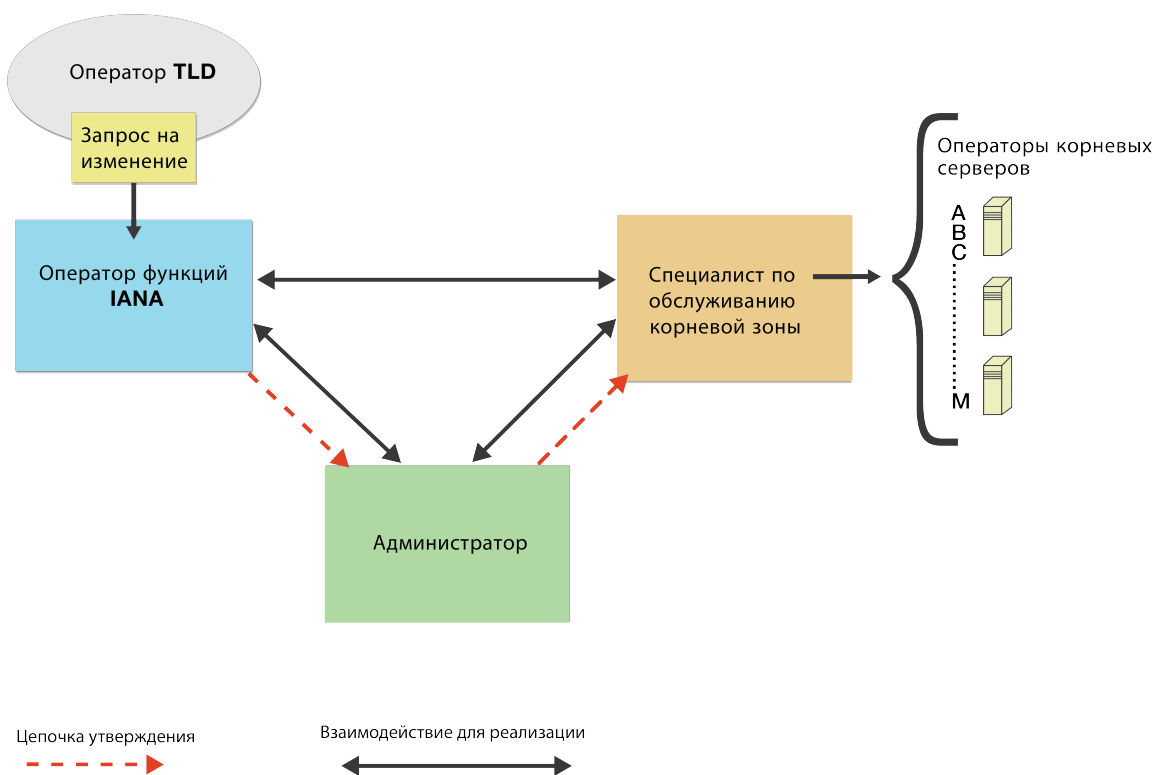 Оператор TLD
Запрос на
изменение
Оператор функций
IANA
Специалист по
обслуживанию
корневой зоны
Операторы корневых
серверов
A
B
C
M
Администратор
Цепочка утверждения
Взаимодействие для реализации